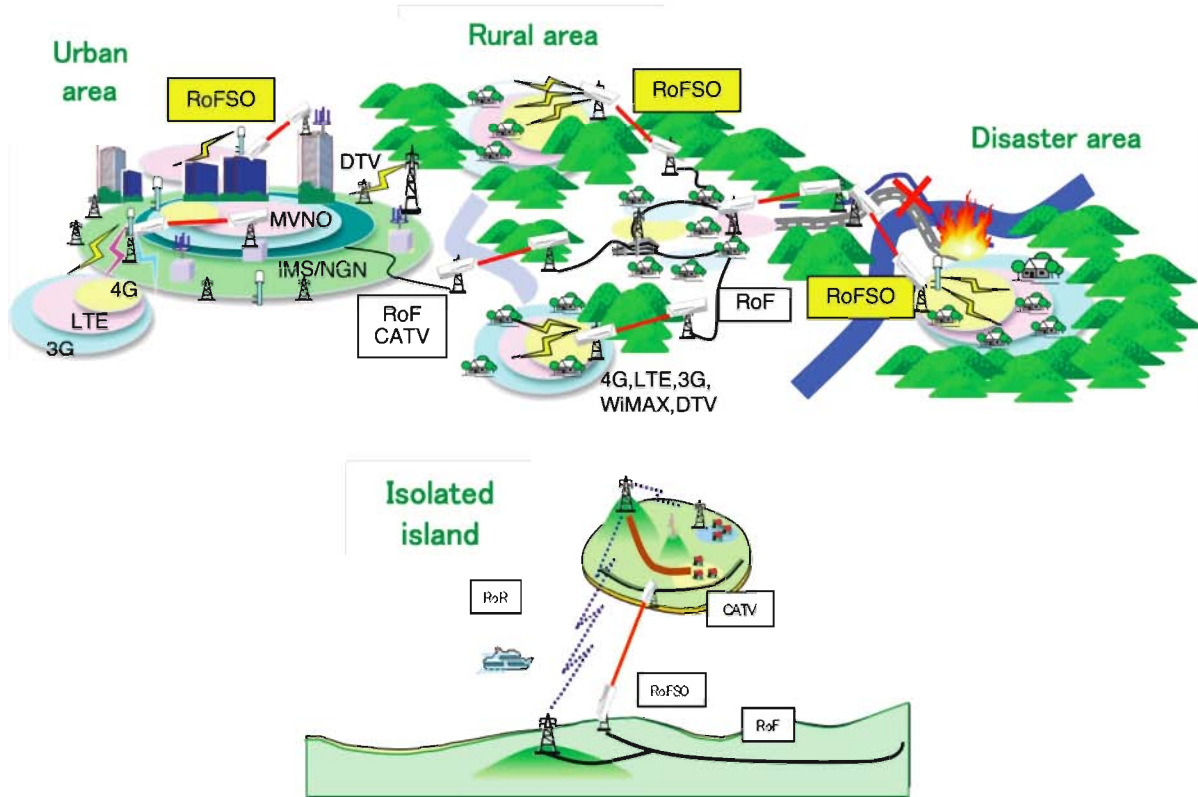 Urban
area
RoFSO
Rural area
RoFSO
Disaster area
DTV
MVNO
IMS/NGN
4G
LTE
3G
RoF
CATV
RoF
RoFSO
4G,LTE,3G,
WiMAX,DTV
Isolated
island
RoR
CATV
RoFSO
RoF